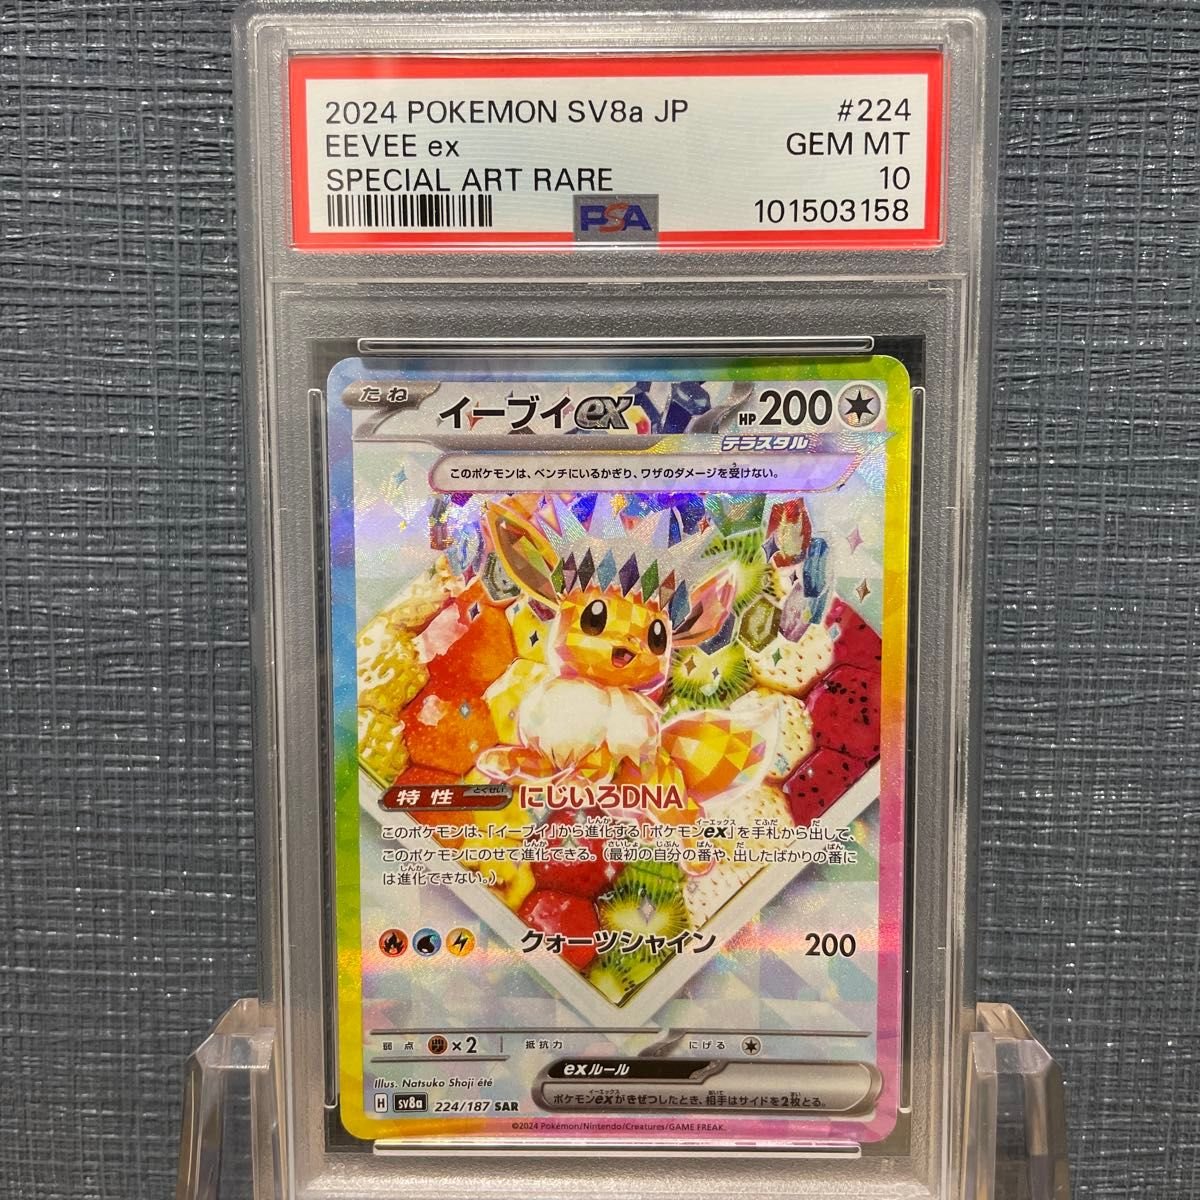 2024 POKEMON SV8a JP #224
EEVEE ex GEM MT
SPECIAL ART RARE 10
PSA 101503158
たね イーブイex HP 200
テラスタル
このポケモンは、ベンチにいるかぎり、ワザのダメージを受けない。
特性 とくせい にじいろDNA
このポケモンは、「イーブイ」から進化する「ポケモンex」を手札から出して、
このポケモンにのせて進化できる。(最初の自分の番や、出したばかりの番に
は進化できない。)
クォーツシャイン 200
弱点 ×2 抵抗力 にげる
exルール
ポケモンexがきぜつしたとき、相手はサイドを2枚とる。
Illus. Natsuko Shoji été
H sv8a 224/187 SAR
©2024 Pokémon/Nintendo/Creatures/GAME FREAK.